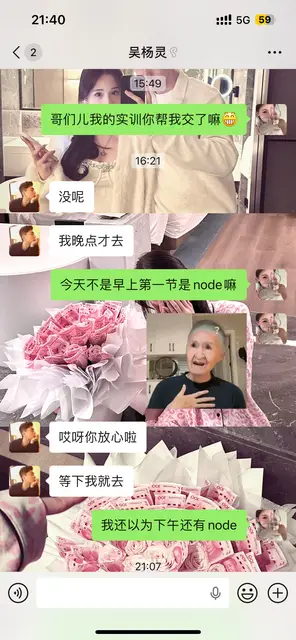 21:40
5G
59
2
吴杨灵
15:49
哥们儿我的实训你帮我交了嘛😁
16:21
没呢
我晚点才去
今天不是早上第一节是node嘛
哎呀你放心啦
等下我就去
我还以为下午还有node
21:07